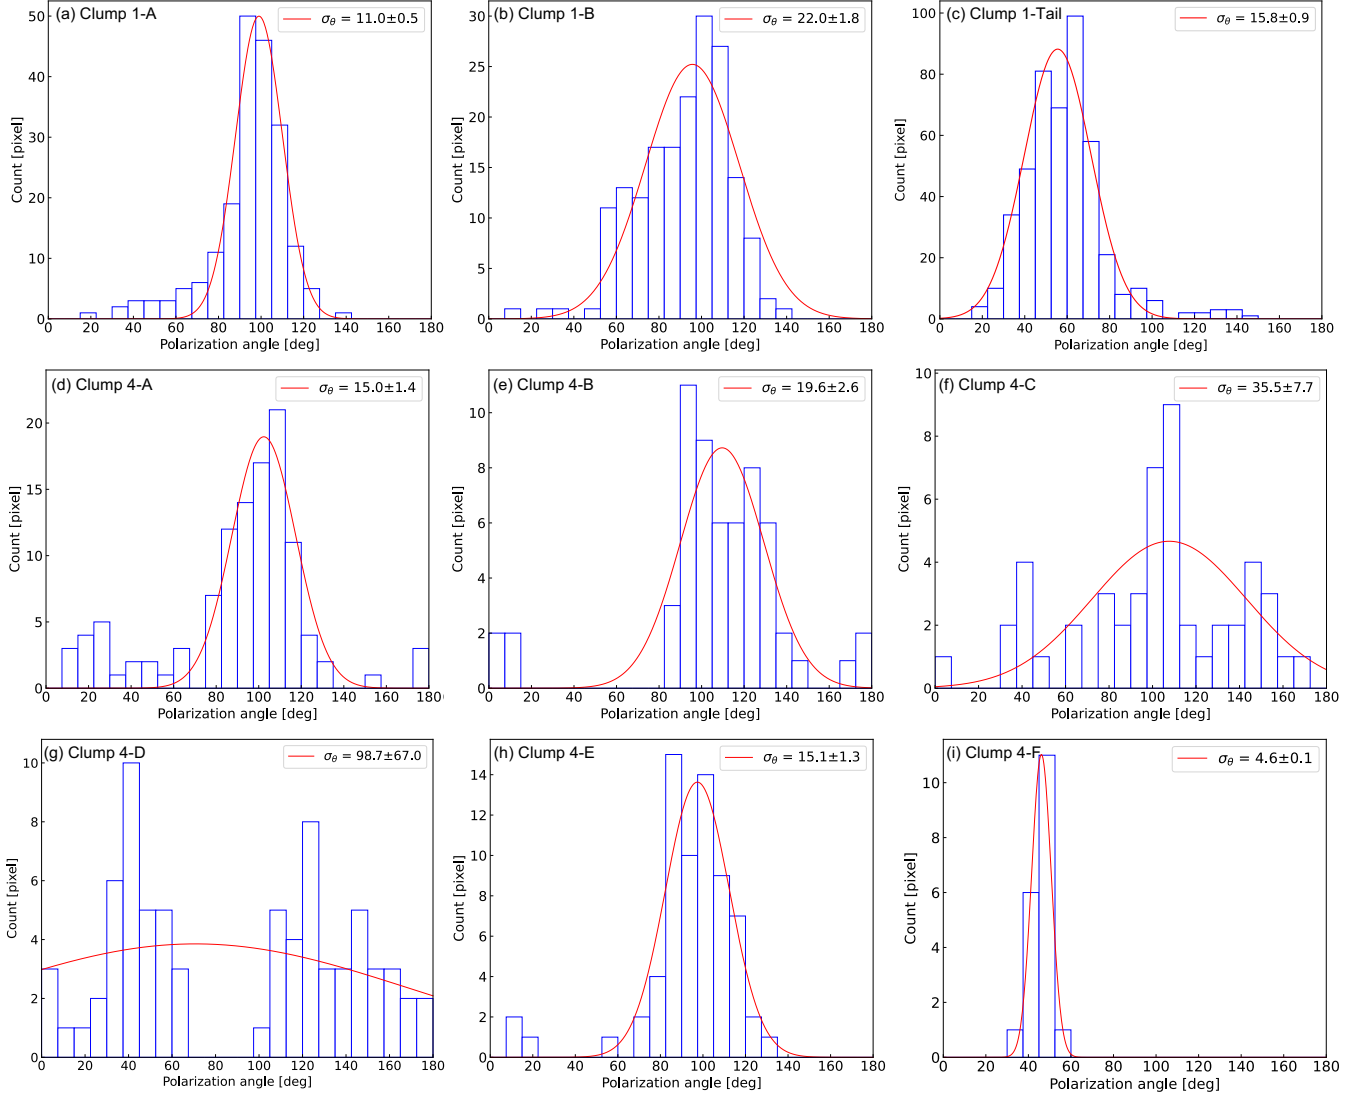 (a) Clump 1-A
σθ = 11.0±0.5
50
40
30
20
10
0
Count [pixel]
0 20 40 60 80 100 120 140 160 180
Polarization angle [deg]
(b) Clump 1-B
σθ = 22.0±1.8
30
25
20
15
10
5
0
Count [pixel]
0 20 40 60 80 100 120 140 160 180
Polarization angle [deg]
(c) Clump 1-Tail
σθ = 15.8±0.9
100
80
60
40
20
0
Count [pixel]
0 20 40 60 80 100 120 140 160 180
Polarization angle [deg]
(d) Clump 4-A
σθ = 15.0±1.4
20
15
10
5
0
Count [pixel]
0 20 40 60 80 100 120 140 160 180
Polarization angle [deg]
(e) Clump 4-B
σθ = 19.6±2.6
10
8
6
4
2
0
Count [pixel]
0 20 40 60 80 100 120 140 160 180
Polarization angle [deg]
(f) Clump 4-C
σθ = 35.5±7.7
10
8
6
4
2
0
Count [pixel]
0 20 40 60 80 100 120 140 160 180
Polarization angle [deg]
(g) Clump 4-D
σθ = 98.7±67.0
10
8
6
4
2
0
Count [pixel]
0 20 40 60 80 100 120 140 160 180
Polarization angle [deg]
(h) Clump 4-E
σθ = 15.1±1.3
14
12
10
8
6
4
2
0
Count [pixel]
0 20 40 60 80 100 120 140 160 180
Polarization angle [deg]
(i) Clump 4-F
σθ = 4.6±0.1
10
8
6
4
2
0
Count [pixel]
0 20 40 60 80 100 120 140 160 180
Polarization angle [deg]